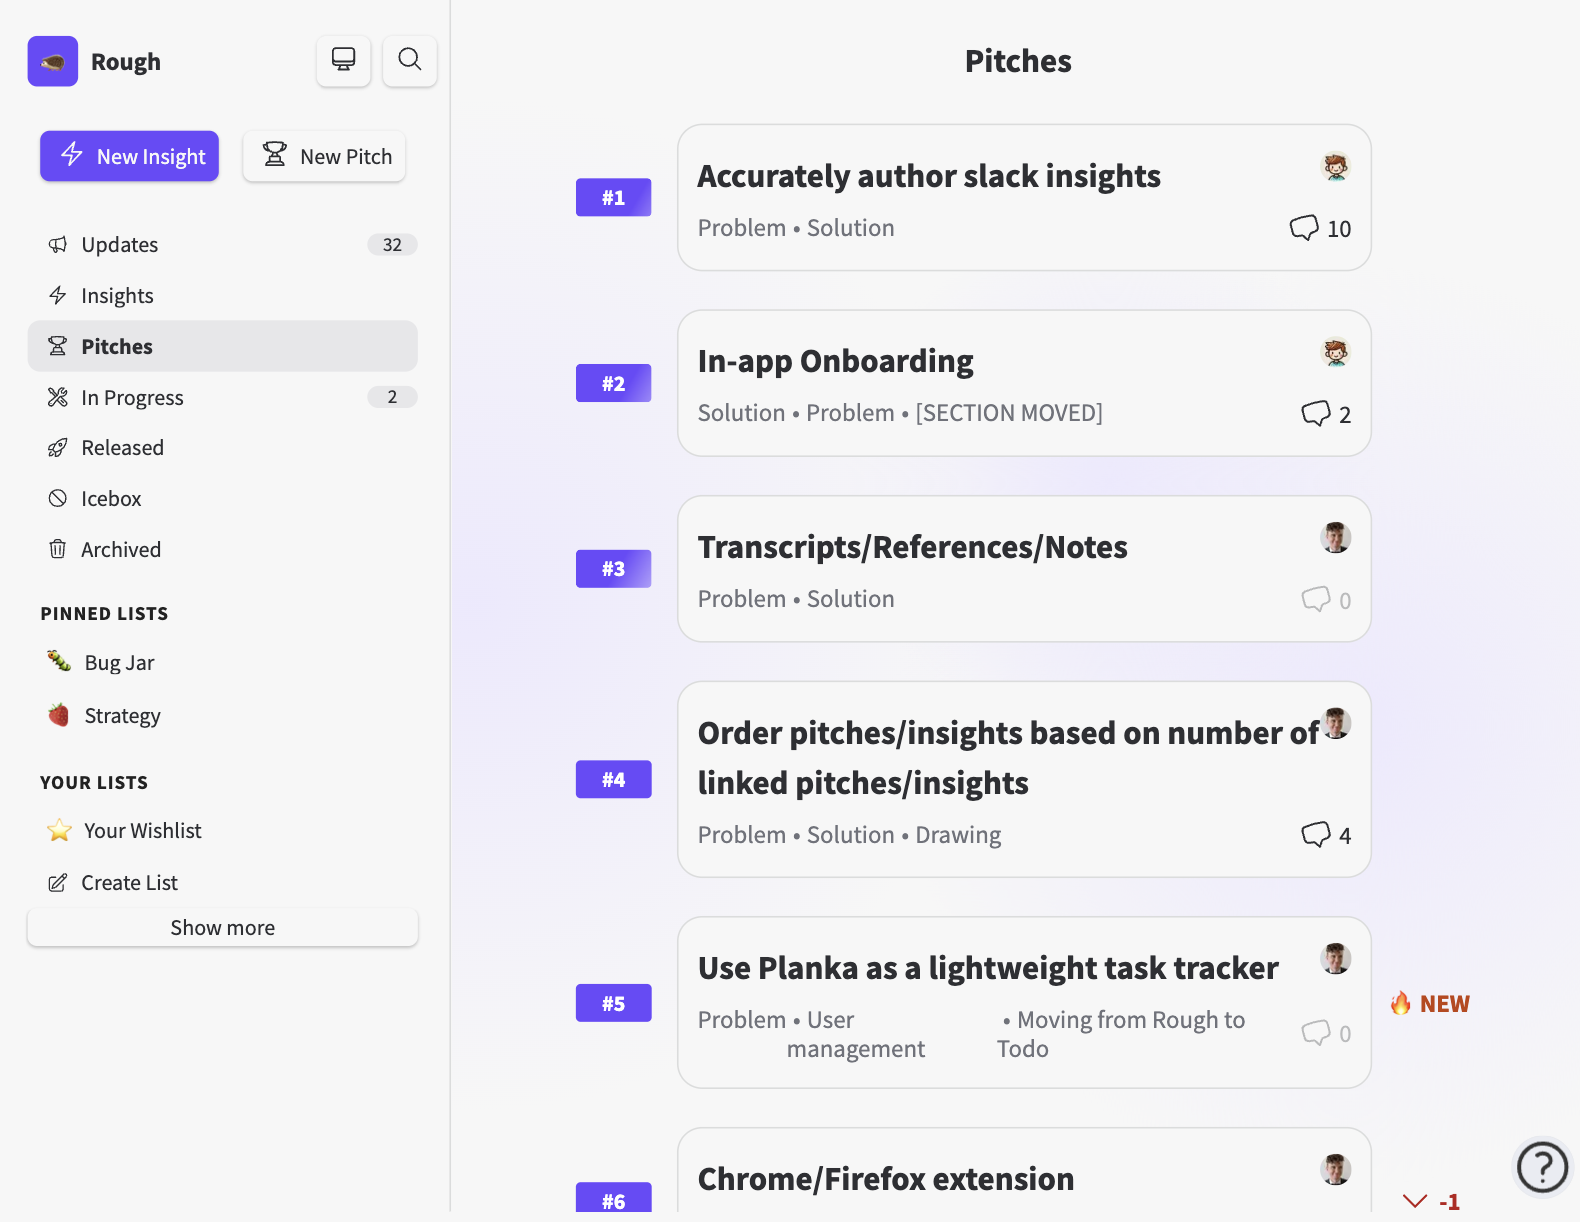 Rough
New Insight
New Pitch
Updates 32
Insights
Pitches
In Progress 2
Released
Icebox
Archived
PINNED LISTS
Bug Jar
Strategy
YOUR LISTS
Your Wishlist
Create List
Show more
Pitches
#1
Accurately author slack insights
Problem • Solution
10
#2
In-app Onboarding
Solution • Problem • [SECTION MOVED]
2
#3
Transcripts/References/Notes
Problem • Solution
0
#4
Order pitches/insights based on number of
linked pitches/insights
Problem • Solution • Drawing
4
#5
Use Planka as a lightweight task tracker
Problem • User • Moving from Rough to
management Todo
0
NEW
#6
Chrome/Firefox extension
-1
?